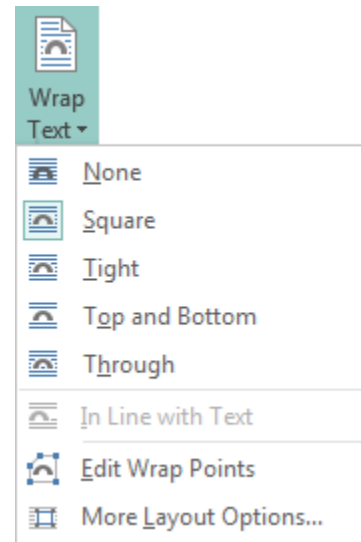 Wrap
Text
None
Square
Tight
Top and Bottom
Through
In Line with Text
Edit Wrap Points
More Layout Options...